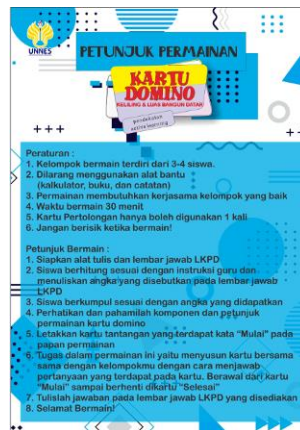 UNNES
PETUNJUK PERMAINAN
KARTU
DOMINO
KELILING & LUAS BANGUN DATAR
pendekatan
active learning
Peraturan :
1. Kelompok bermain terdiri dari 3-4 siswa.
2. Dilarang menggunakan alat bantu
(kalkulator, buku, dan catatan)
3. Permainan membutuhkan kerjasama kelompok yang baik
4. Waktu bermain 30 menit
5. Kartu Pertolongan hanya boleh digunakan 1 kali
6. Jangan berisik ketika bermain!
Petunjuk Bermain :
1. Siapkan alat tulis dan lembar jawab LKPD
2. Siswa berhitung sesuai dengan instruksi guru dan
menuliskan angka yang disebutkan pada lembar jawab
LKPD
3. Siswa berkumpul sesuai dengan angka yang didapatkan
4. Perhatikan dan pahamilah komponen dan petunjuk
permainan kartu domino
5. Letakkan kartu tantangan yang terdapat kata "Mulai" pada
papan permainan
6. Tugas dalam permainan ini yaitu menyusun kartu bersama
sama dengan kelompokmu dengan cara menjawab
pertanyaan yang terdapat pada kartu. Berawal dari kartu
"Mulai" sampai berhenti dikartu "Selesai"
7. Tulislah jawaban pada lembar jawab LKPD yang disediakan
8. Selamat Bermain!